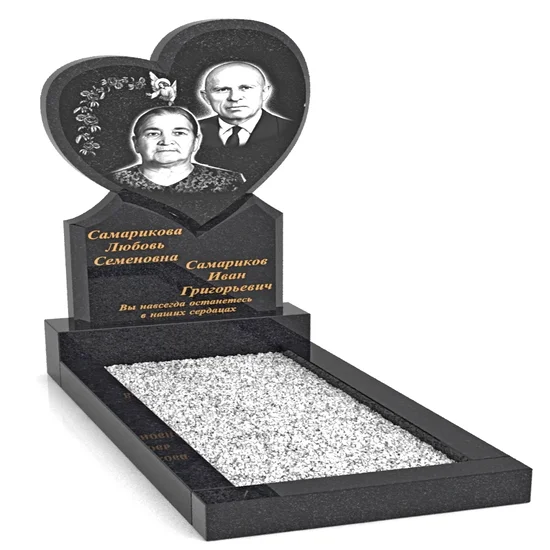 Самарикова
Любовь
Семеновна
Самариков
Иван
Григорьевич
Вы навсегда останетесь
в наших сердцах